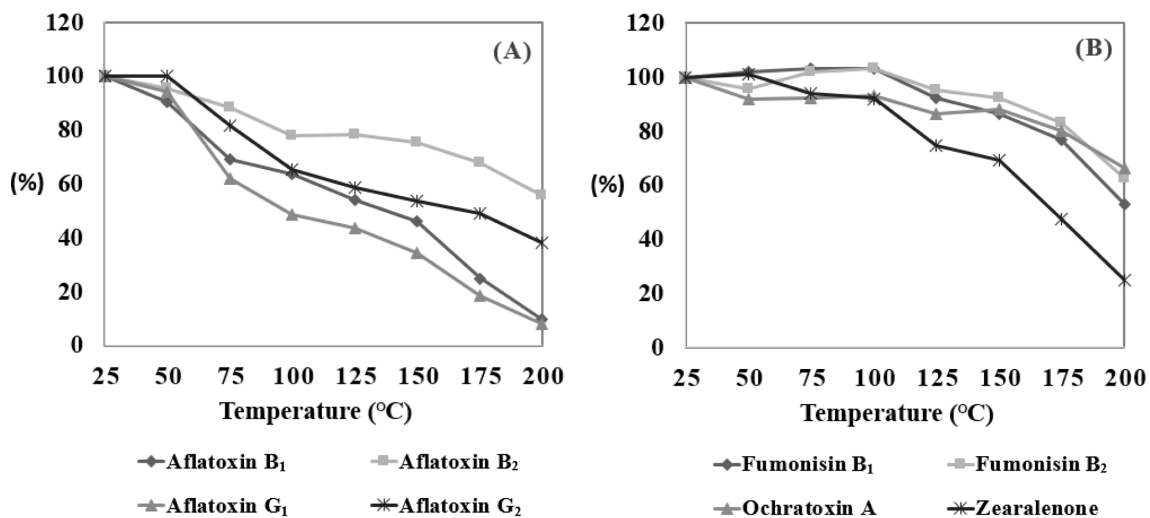 120
100
80
60
40
20
0
(%)
(A)
25 50 75 100 125 150 175 200
Temperature (°C)
Aflatoxin B₁ Aflatoxin B₂
Aflatoxin G₁ Aflatoxin G₂
120
100
80
60
40
20
0
(%)
(B)
25 50 75 100 125 150 175 200
Temperature (°C)
Fumonisin B₁ Fumonisin B₂
Ochratoxin A Zearalenone